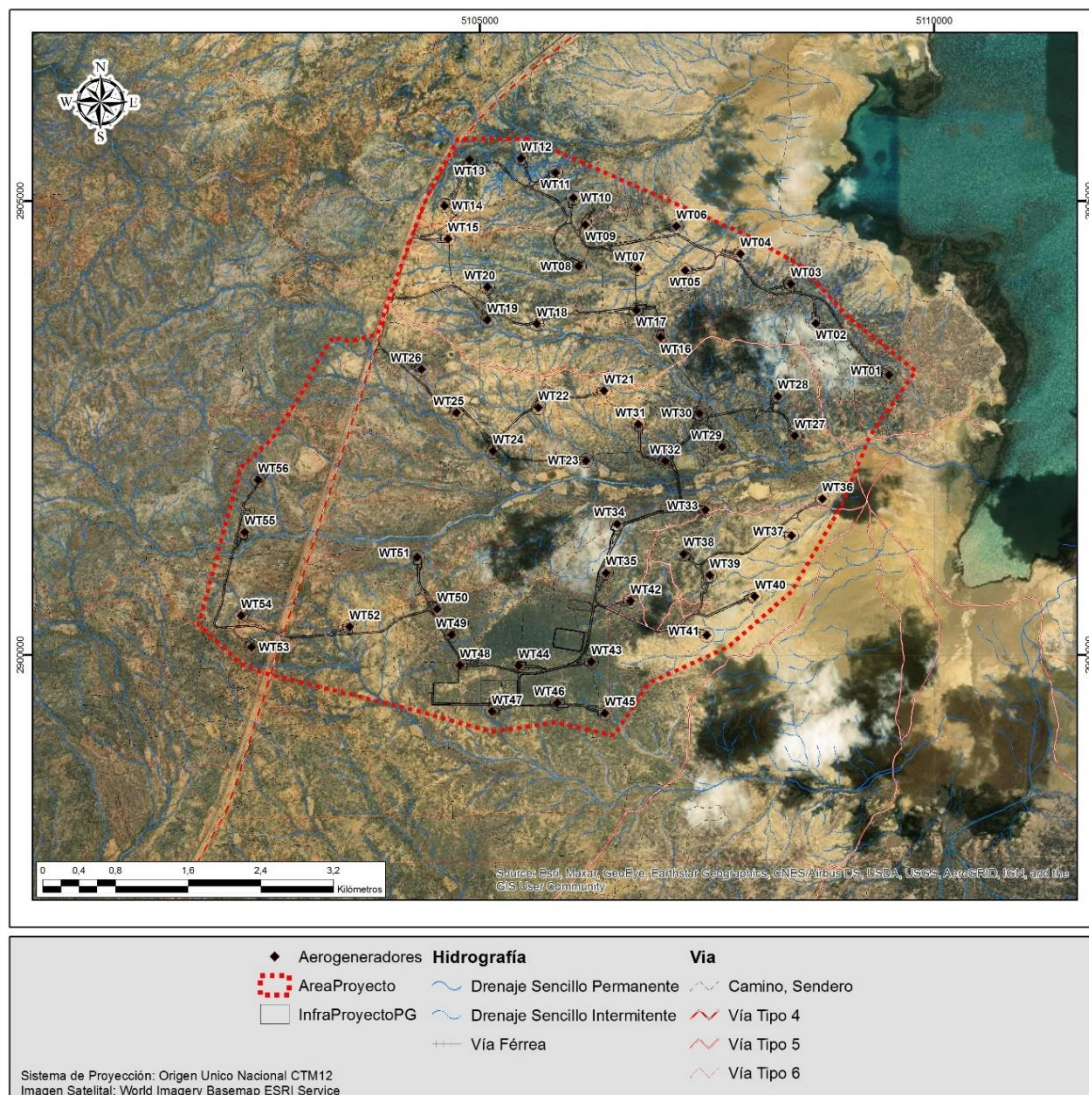 5105000
5110000
N
W E
S
WT12
WT13
WT11
WT10
WT14
WT06
WT09
WT15
WT04
WT08
WT07
WT05
WT03
WT20
WT19
WT18
WT17
WT02
WT16
WT26
WT01
WT21
WT28
WT25
WT22
WT31
WT30
WT27
WT24
WT29
WT23
WT32
WT56
WT36
WT33
WT34
WT55
WT37
WT51
WT38
WT35
WT39
WT40
WT42
WT50
WT54
WT52
WT49
WT41
WT53
WT48
WT44
WT43
WT47
WT46
WT45
2905000
2905000
2900000
2900000
0 0,4 0,8 1,6 2,4 3,2
Kilómetros
Source: Esri, Maxar, GeoEye, Earthstar Geographics, CNES/Airbus DS, USDA, USGS, AeroGRID, IGN, and the
GIS User Community
Aerogeneradores
AreaProyecto
InfraProyectoPG
Hidrografía
Drenaje Sencillo Permanente
Drenaje Sencillo Intermitente
Vía Férrea
Via
Camino, Sendero
Vía Tipo 4
Vía Tipo 5
Vía Tipo 6
Sistema de Proyección: Origen Unico Nacional CTM12
Imagen Satelital: World Imagery Basemap ESRI Service